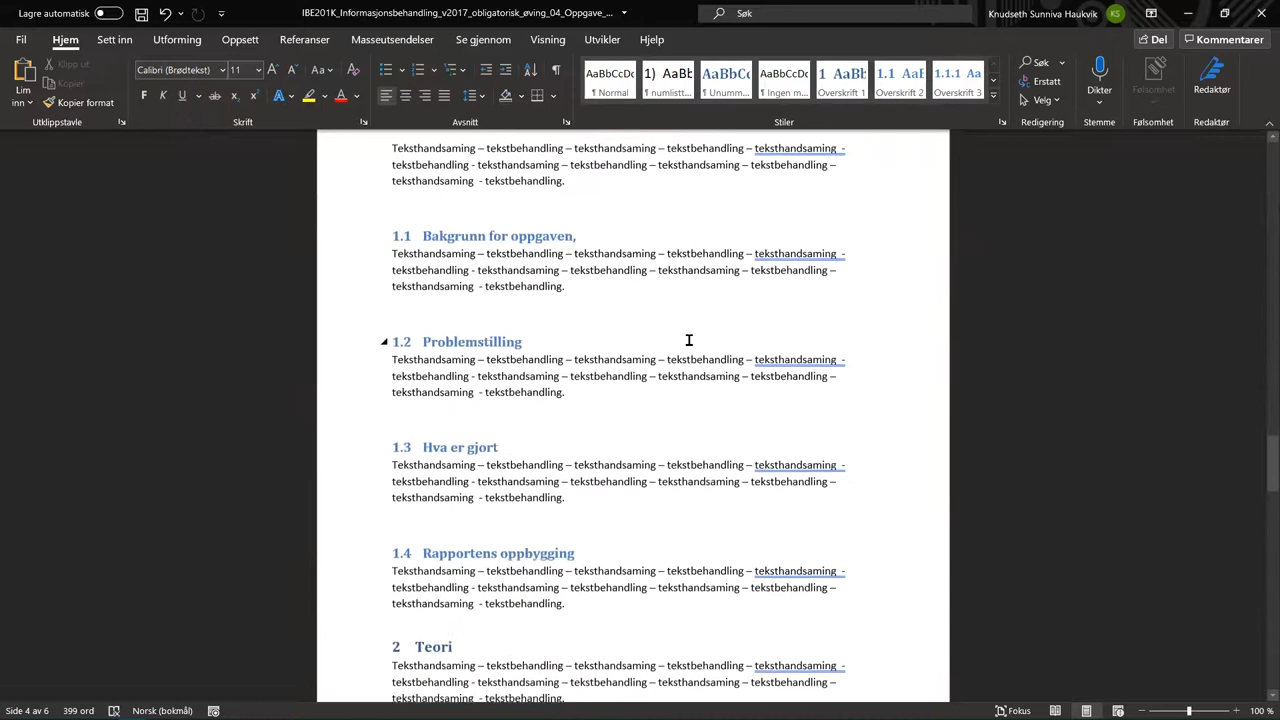 Lagre automatisk
IBE201K_Informasjonsbehandling_v2017_obligatorisk_øving_04_Oppgave_...
Søk
Knudseth Sunniva Haukvik
KS
Fil
Hjem
Sett inn
Utforming
Oppsett
Referanser
Masseutsendelser
Se gjennom
Visning
Utvikler
Hjelp
Del
Kommentarer
Lim
inn
Klipp ut
Kopier
Kopier format
Calibri (Brødtekst)
11
AaBbCcDc
¶ Normal
1) AaBb
¶ numlistt...
AaBbCc
¶ Unumm...
AaBbCcDc
¶ Ingen m...
1 AaBb
Overskrift 1
1.1 AaB
Overskrift 2
1.1.1 Aa
Overskrift 3
Søk
Erstatt
Velg
Dikter
Følsomhet
Redaktør
Utklippstavle
Skrift
Avsnitt
Stiler
Redigering
Stemme
Følsomhet
Redaktør
Teksthandsaming – tekstbehandling – teksthandsaming – tekstbehandling – teksthandsaming -
tekstbehandling - teksthandsaming – tekstbehandling – teksthandsaming – tekstbehandling –
teksthandsaming - tekstbehandling.
1.1 Bakgrunn for oppgaven,
Teksthandsaming – tekstbehandling – teksthandsaming – tekstbehandling – teksthandsaming -
tekstbehandling - teksthandsaming – tekstbehandling – teksthandsaming – tekstbehandling –
teksthandsaming - tekstbehandling.
1.2 Problemstilling
Teksthandsaming – tekstbehandling – teksthandsaming – tekstbehandling – teksthandsaming -
tekstbehandling - teksthandsaming – tekstbehandling – teksthandsaming – tekstbehandling –
teksthandsaming - tekstbehandling.
1.3 Hva er gjort
Teksthandsaming – tekstbehandling – teksthandsaming – tekstbehandling – teksthandsaming -
tekstbehandling - teksthandsaming – tekstbehandling – teksthandsaming – tekstbehandling –
teksthandsaming - tekstbehandling.
1.4 Rapportens oppbygging
Teksthandsaming – tekstbehandling – teksthandsaming – tekstbehandling – teksthandsaming -
tekstbehandling - teksthandsaming – tekstbehandling – teksthandsaming – tekstbehandling –
teksthandsaming - tekstbehandling.
2 Teori
Teksthandsaming – tekstbehandling – teksthandsaming – tekstbehandling – teksthandsaming -
tekstbehandling - teksthandsaming – tekstbehandling – teksthandsaming – tekstbehandling –
teksthandsaming - tekstbehandling.
Side 4 av 6
399 ord
Norsk (bokmål)
Fokus
100 %